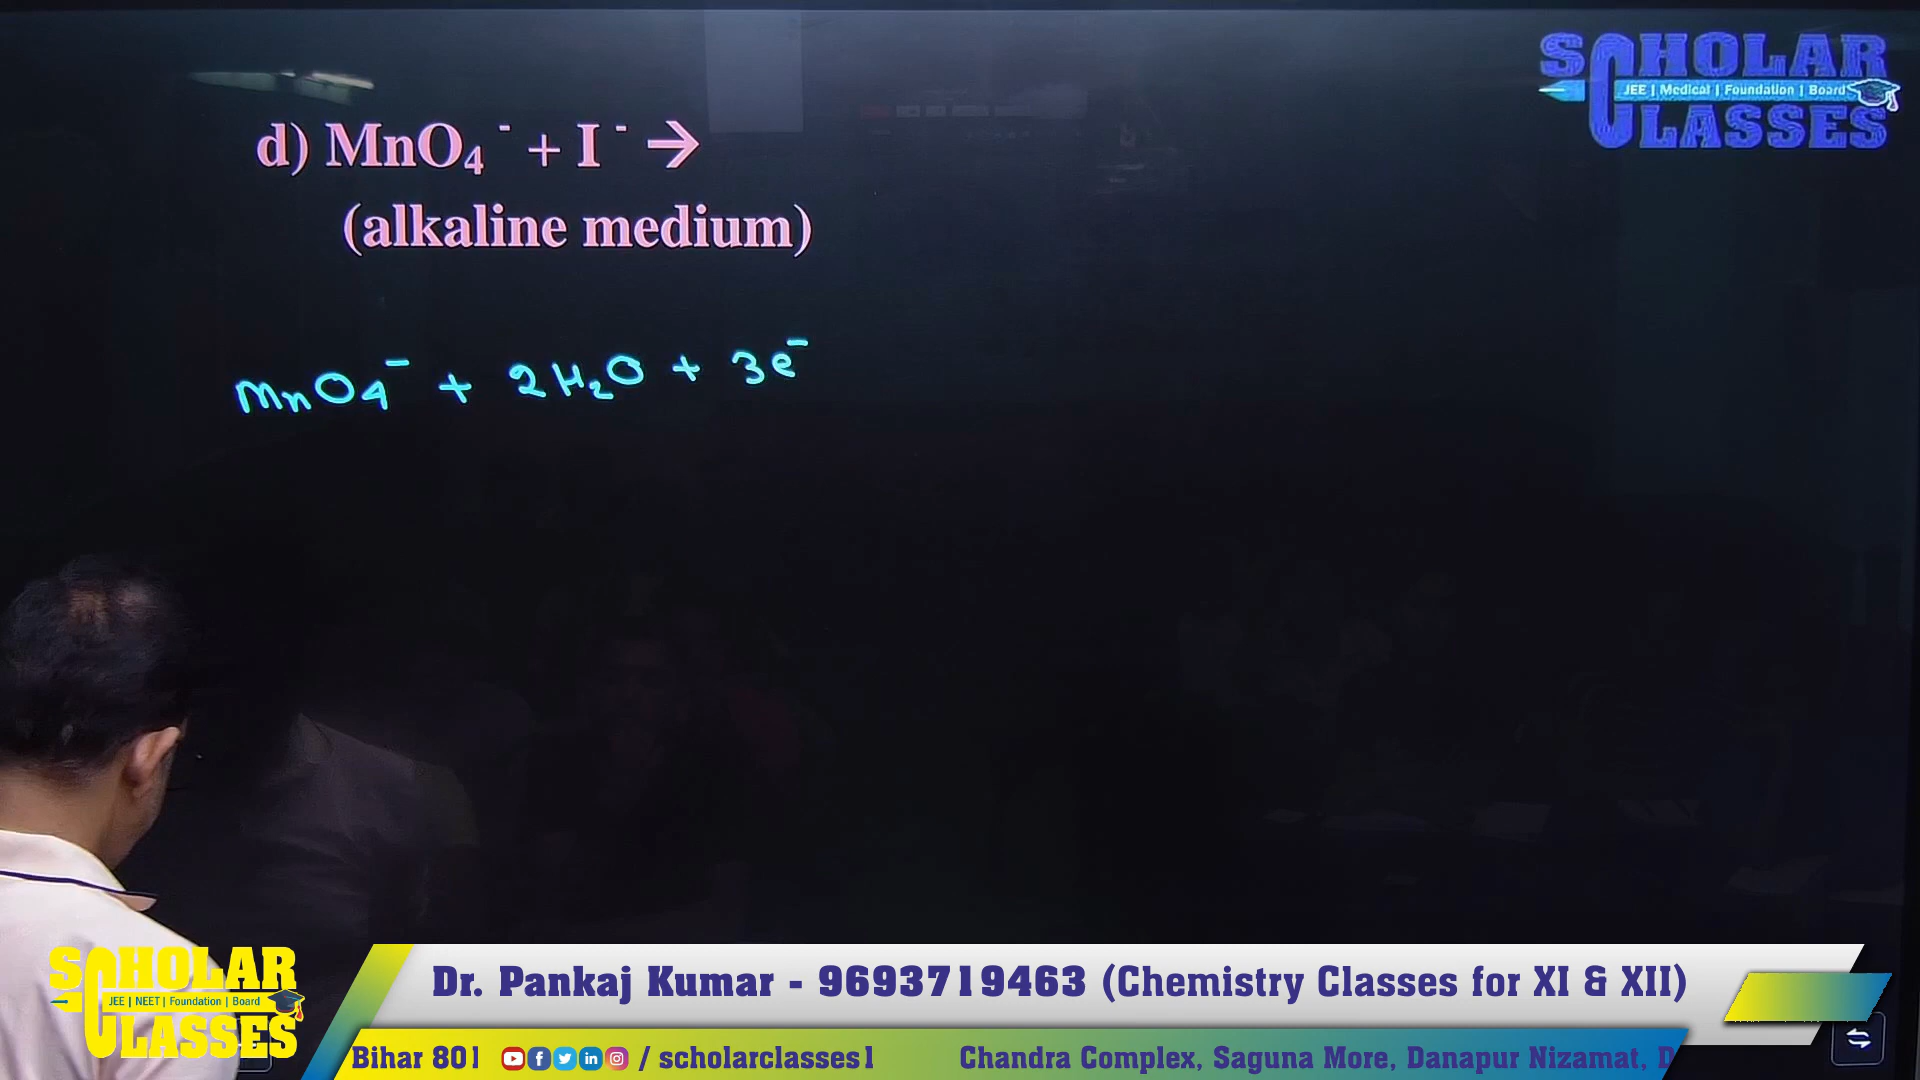 SCHOLAR
JEE | Medical | Foundation | Board
CLASSES
d) MnO₄⁻ + I⁻ →
(alkaline medium)
MnO₄⁻ + 2H₂O + 3e⁻
SCHOLAR
JEE | NEET | Foundation | Board
CLASSES
Dr. Pankaj Kumar - 9693719463 (Chemistry Classes for XI & XII)
Bihar 801 / scholarclasses1 Chandra Complex, Saguna More, Danapur Nizamat, D